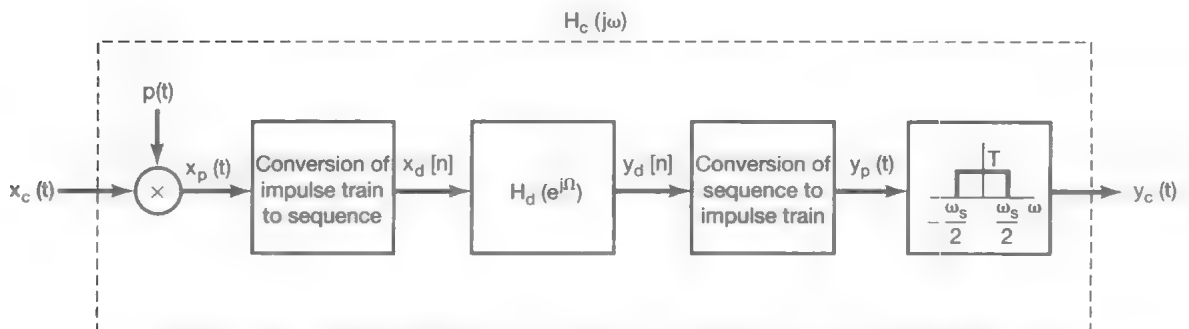 H_c (jω)
p(t)
x_c (t)
×
x_p (t)
Conversion of
impulse train
to sequence
x_d [n]
H_d (e^{jΩ})
y_d [n]
Conversion of
sequence to
impulse train
y_p (t)
T
-ω_s/2 ω_s/2 ω
y_c (t)